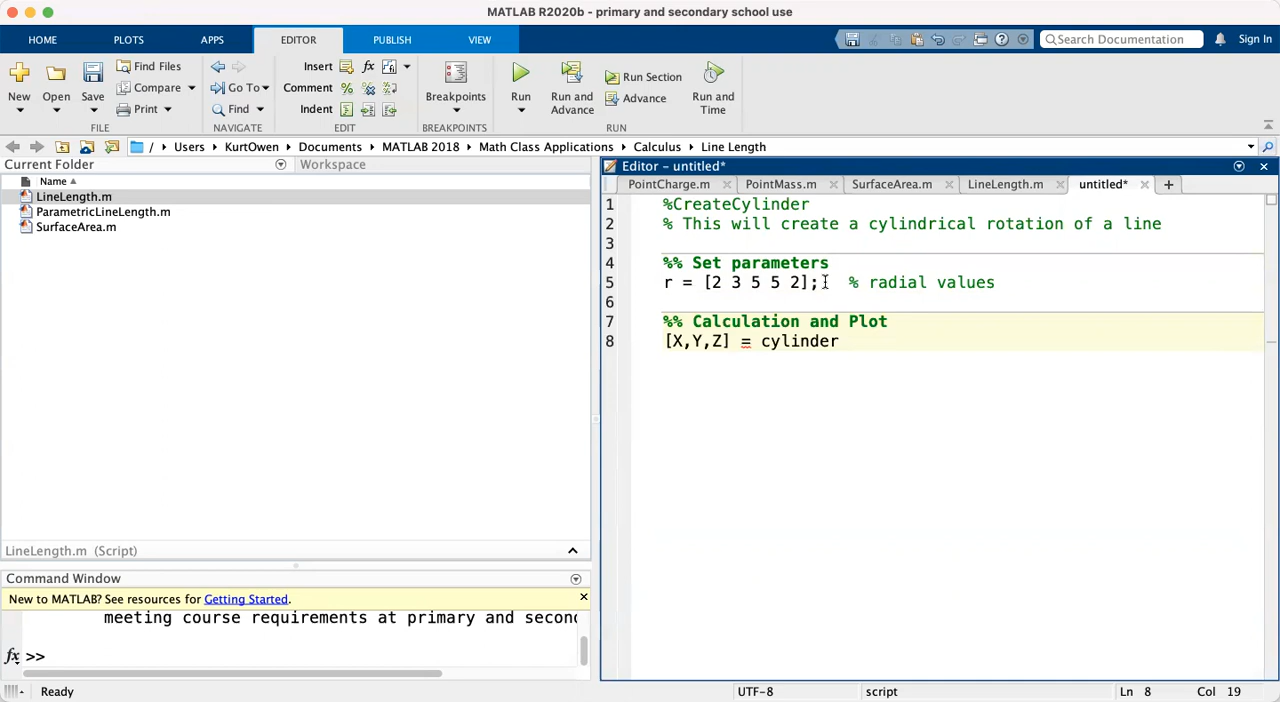 MATLAB R2020b - primary and secondary school use
HOME PLOTS APPS EDITOR PUBLISH VIEW Search Documentation Sign In
New Open Save Find Files Compare Print
FILE
Go To Find
NAVIGATE
Insert fx
Comment
Indent
EDIT
Breakpoints
BREAKPOINTS
Run Run and Advance Run Section Advance Run and Time
RUN
/ Users KurtOwen Documents MATLAB 2018 Math Class Applications Calculus Line Length
Current Folder Workspace
Name
LineLength.m
ParametricLineLength.m
SurfaceArea.m
LineLength.m (Script)
Command Window
New to MATLAB? See resources for Getting Started.
meeting course requirements at primary and secon
fx >>
Editor - untitled*
PointCharge.m PointMass.m SurfaceArea.m LineLength.m untitled*
1 %CreateCylinder
2 % This will create a cylindrical rotation of a line
3
4 %% Set parameters
5 r = [2 3 5 5 2]; % radial values
6
7 %% Calculation and Plot
8 [X,Y,Z] = cylinder
Ready UTF-8 script Ln 8 Col 19